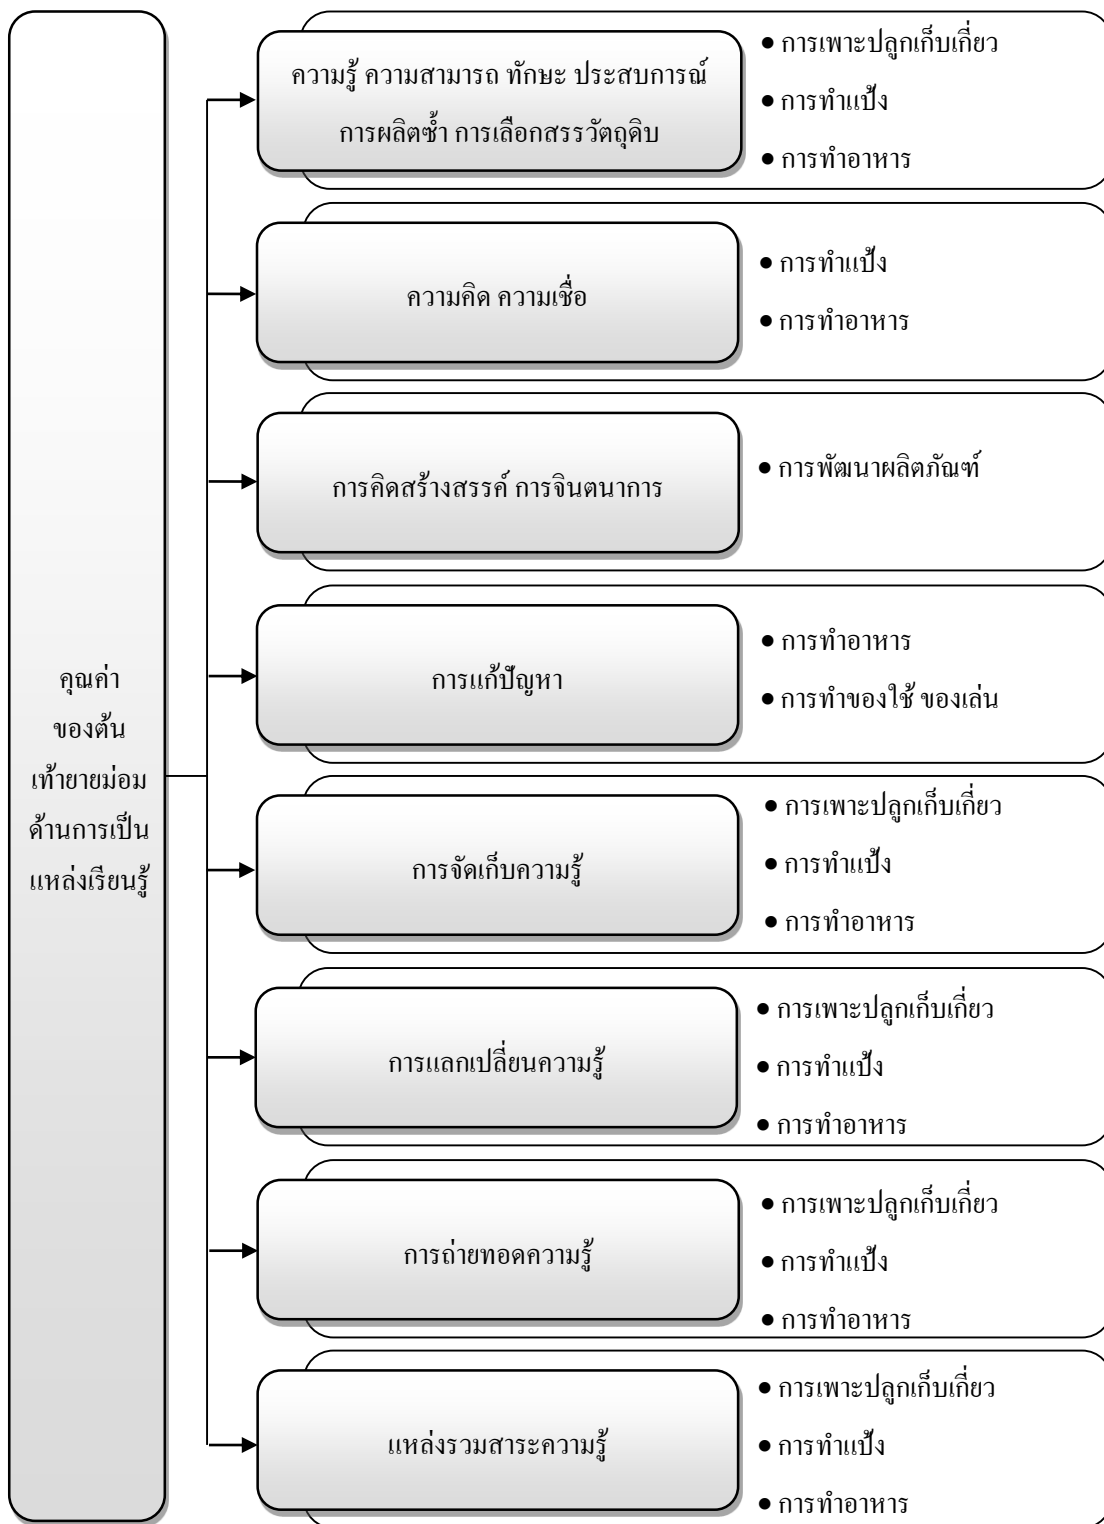 คุณค่า
ของต้น
เท้ายายม่อม
ด้านการเป็น
แหล่งเรียนรู้
ความรู้ ความสามารถ ทักษะ ประสบการณ์
การผลิตซ้ำ การเลือกสรรวัตถุดิบ
• การเพาะปลูกเก็บเกี่ยว
• การทำแป้ง
• การทำอาหาร
ความคิด ความเชื่อ
• การทำแป้ง
• การทำอาหาร
การคิดสร้างสรรค์ การจินตนาการ
• การพัฒนาผลิตภัณฑ์
การแก้ปัญหา
• การทำอาหาร
• การทำของใช้ ของเล่น
การจัดเก็บความรู้
• การเพาะปลูกเก็บเกี่ยว
• การทำแป้ง
• การทำอาหาร
การแลกเปลี่ยนความรู้
• การเพาะปลูกเก็บเกี่ยว
• การทำแป้ง
• การทำอาหาร
การถ่ายทอดความรู้
• การเพาะปลูกเก็บเกี่ยว
• การทำแป้ง
• การทำอาหาร
แหล่งรวมสาระความรู้
• การเพาะปลูกเก็บเกี่ยว
• การทำแป้ง
• การทำอาหาร